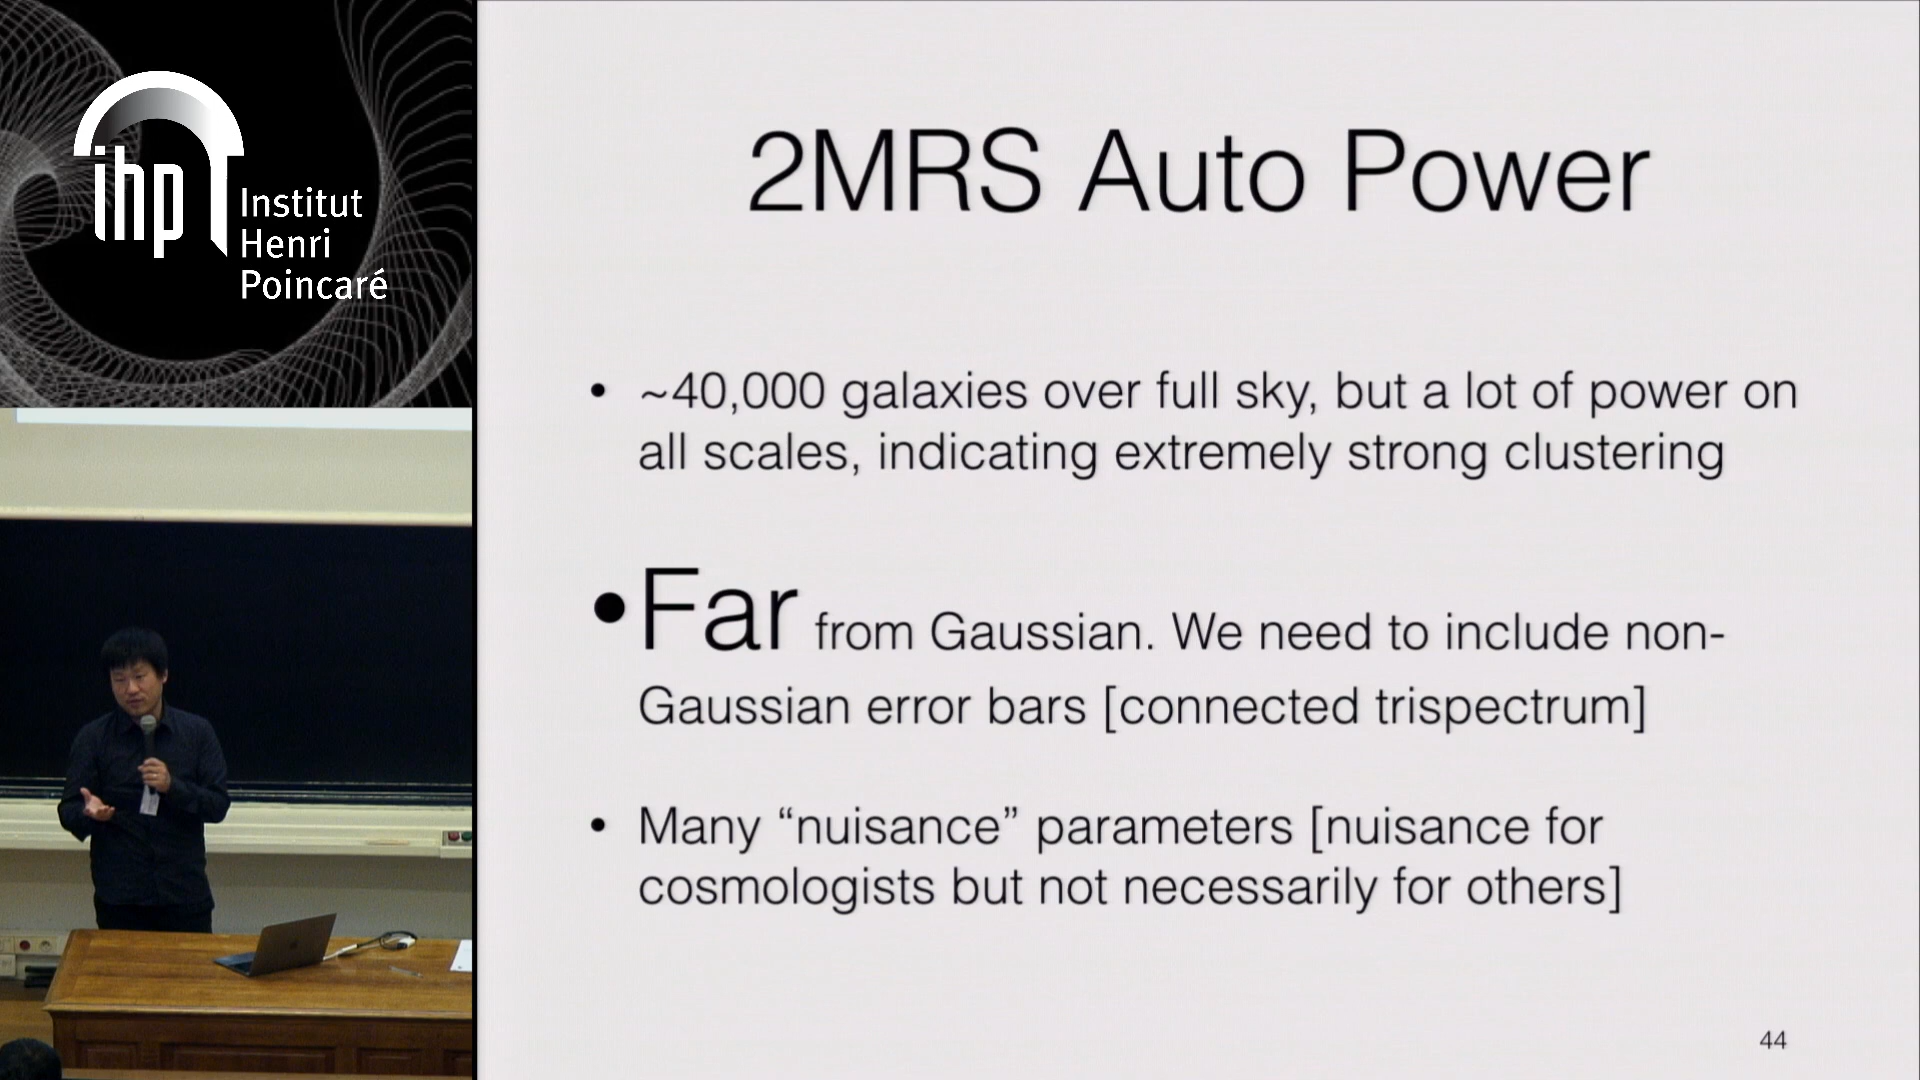 ihp
Institut
Henri
Poincaré
2MRS Auto Power
• ~40,000 galaxies over full sky, but a lot of power on
all scales, indicating extremely strong clustering
• Far from Gaussian. We need to include non-
Gaussian error bars [connected trispectrum]
• Many “nuisance” parameters [nuisance for
cosmologists but not necessarily for others]
44